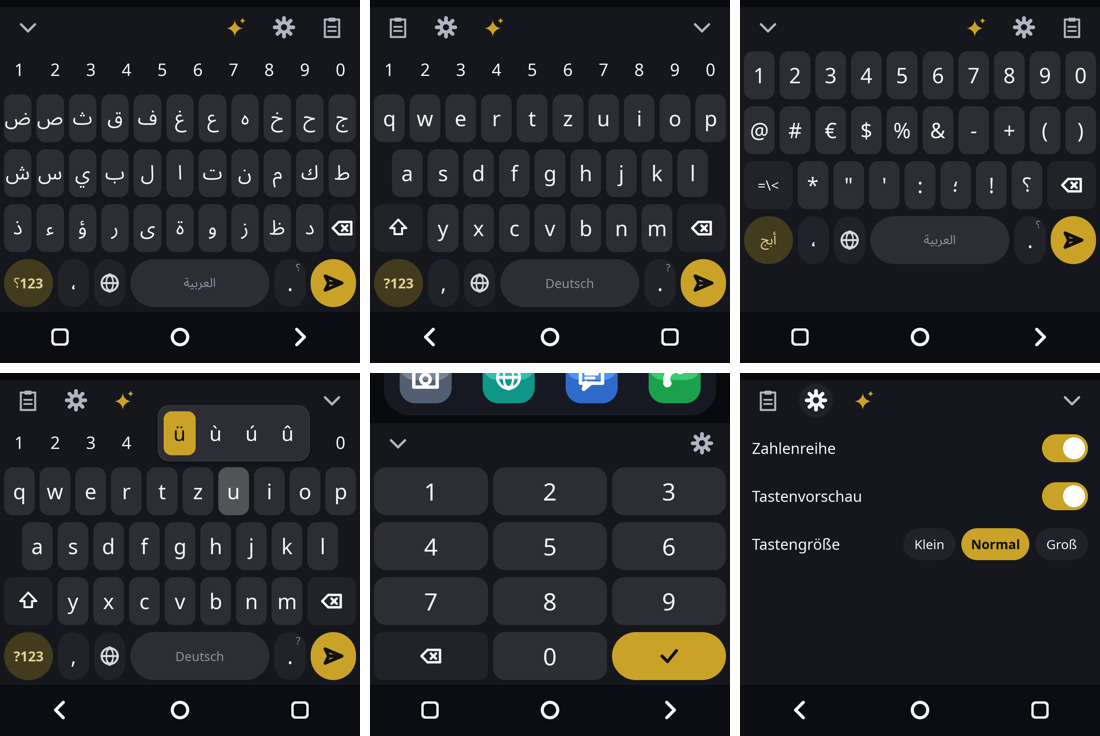 1 2 3 4 5 6 7 8 9 0
ض ص ث ق ف غ ع ه خ ح ج
ش س ي ب ل ا ت ن م ك ط
ذ ء ؤ ر ى ة و ز ظ د
؟123 ، العربية . ؟
1 2 3 4 5 6 7 8 9 0
q w e r t z u i o p
a s d f g h j k l
y x c v b n m
?123 , Deutsch . ?
1 2 3 4 5 6 7 8 9 0
@ # € $ % & - + ( )
=\< * " ' : ؛ ! ؟
أبج ، العربية . ؟
ü ù ú û
1 2 3 4 0
q w e r t z u i o p
a s d f g h j k l
y x c v b n m
?123 , Deutsch . ?
1 2 3
4 5 6
7 8 9
0
Zahlenreihe
Tastenvorschau
Tastengröße Klein Normal Groß